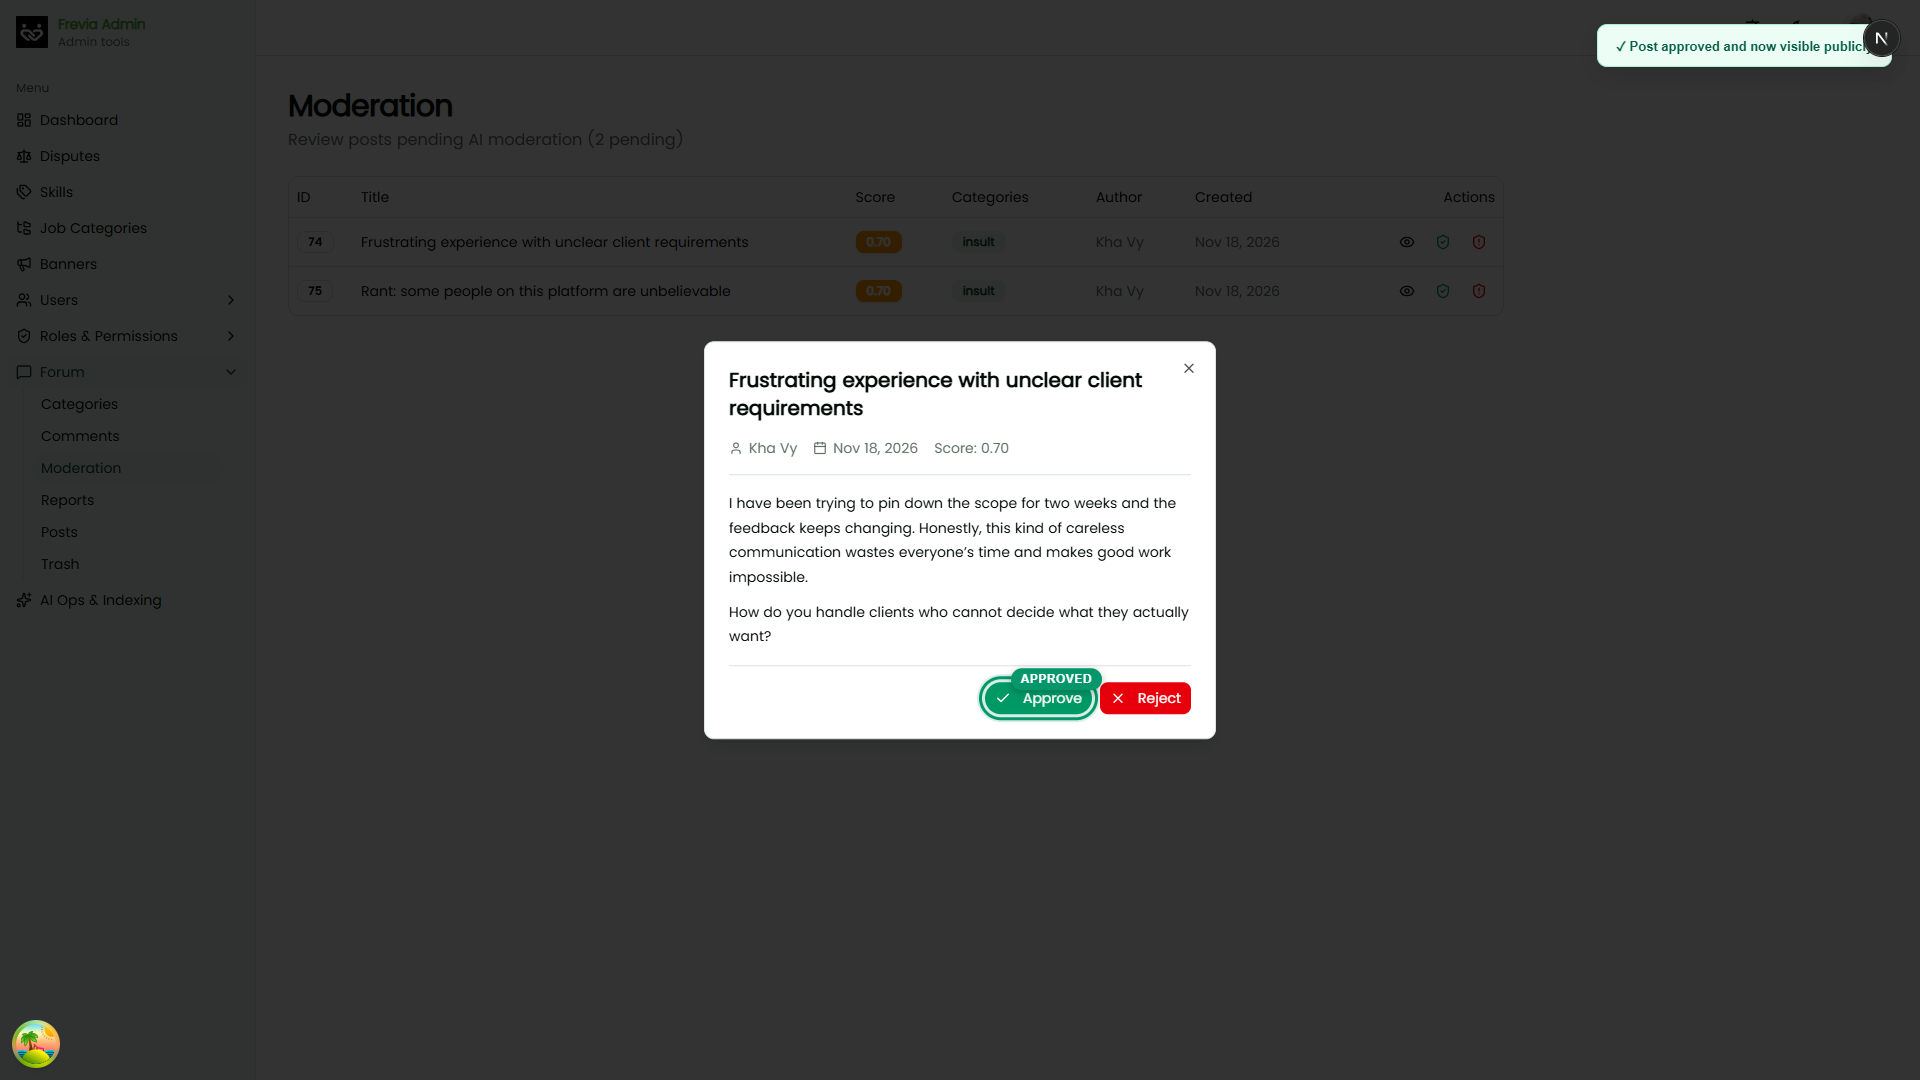 Frevia Admin
Admin tools
✓ Post approved and now visible publicly
N
Menu
Dashboard
Disputes
Skills
Job Categories
Banners
Users
Roles & Permissions
Forum
Categories
Comments
Moderation
Reports
Posts
Trash
AI Ops & Indexing
Moderation
Review posts pending AI moderation (2 pending)
ID Title Score Categories Author Created Actions
74 Frustrating experience with unclear client requirements 0.70 insult Kha Vy Nov 18, 2026
75 Rant: some people on this platform are unbelievable 0.70 insult Kha Vy Nov 18, 2026
Frustrating experience with unclear client
requirements
Kha Vy Nov 18, 2026 Score: 0.70
I have been trying to pin down the scope for two weeks and the
feedback keeps changing. Honestly, this kind of careless
communication wastes everyone’s time and makes good work
impossible.
How do you handle clients who cannot decide what they actually
want?
APPROVED
Approve Reject